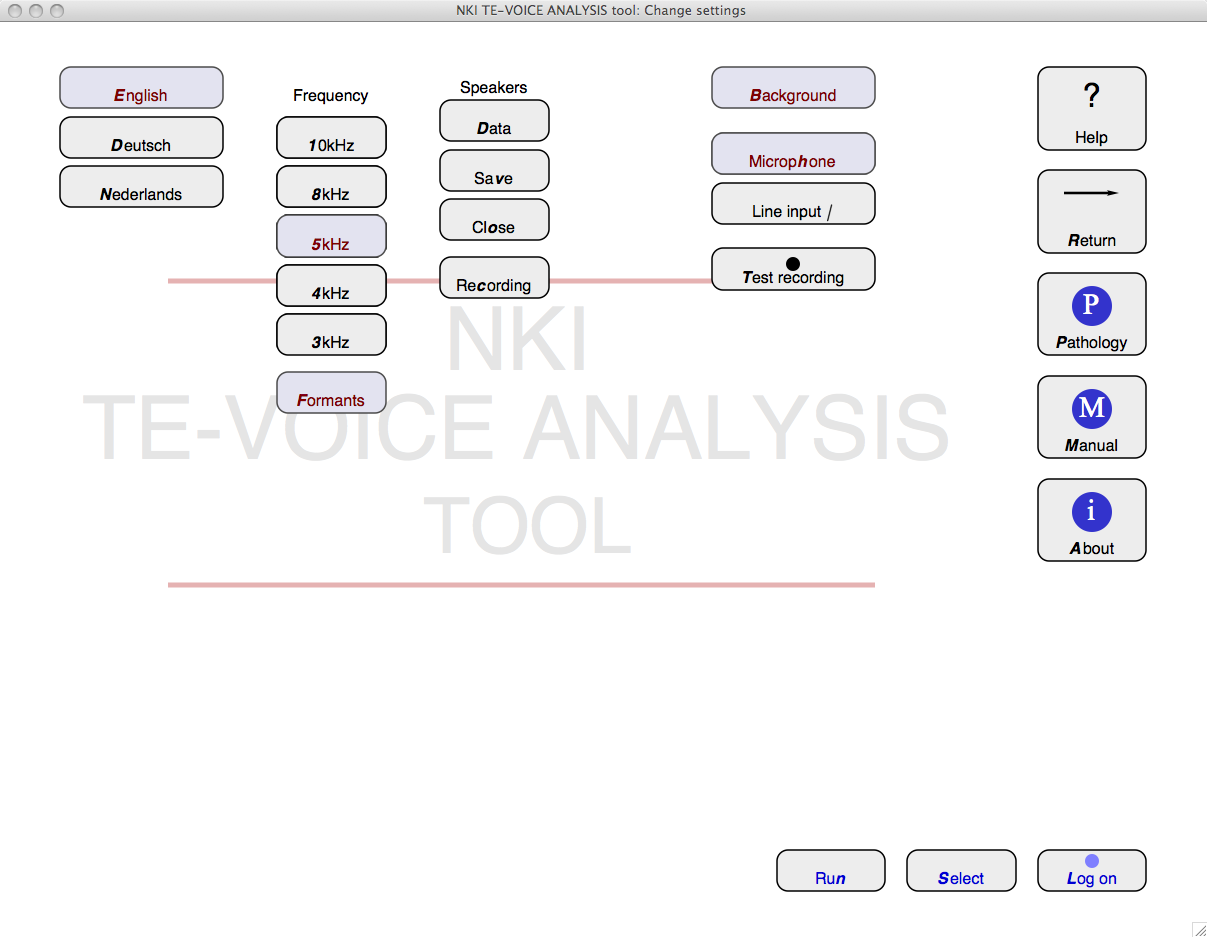 NKI TE-VOICE ANALYSIS tool: Change settings
English
Deutsch
Nederlands
Frequency
10kHz
8kHz
5kHz
4kHz
3kHz
Formants
Speakers
Data
Save
Close
Recording
Background
Microphone
Line input /
Test recording
NKI
TE-VOICE ANALYSIS
TOOL
?
Help
Return
P
Pathology
M
Manual
i
About
Run
Select
Log on